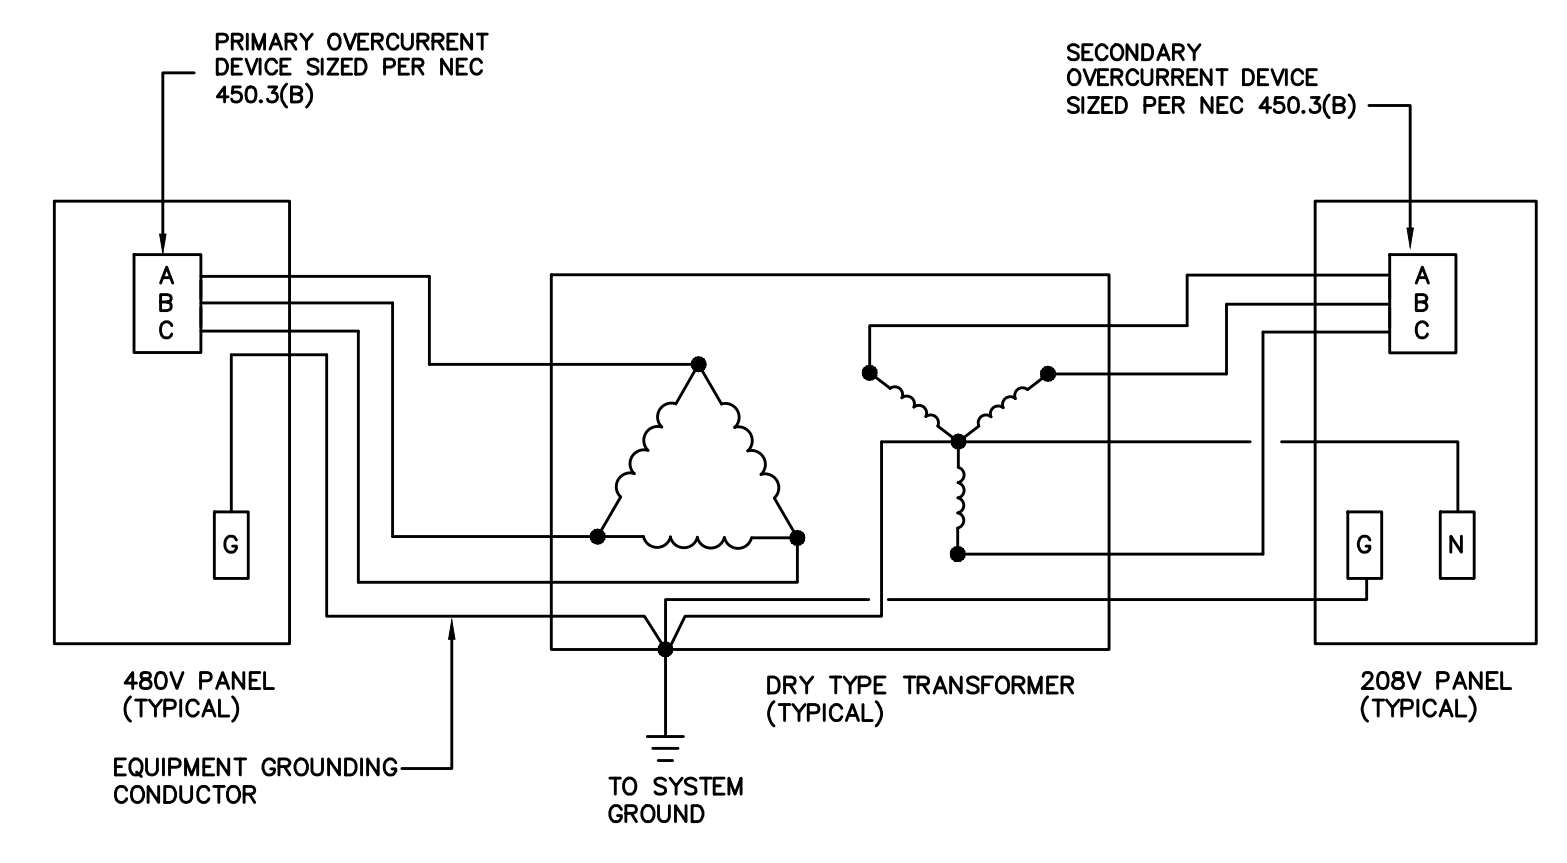 PRIMARY OVERCURRENT
DEVICE SIZED PER NEC
450.3(B)
SECONDARY
OVERCURRENT DEVICE
SIZED PER NEC 450.3(B)
A
B
C
G
A
B
C
G
N
480V PANEL
(TYPICAL)
DRY TYPE TRANSFORMER
(TYPICAL)
208V PANEL
(TYPICAL)
EQUIPMENT GROUNDING
CONDUCTOR
TO SYSTEM
GROUND